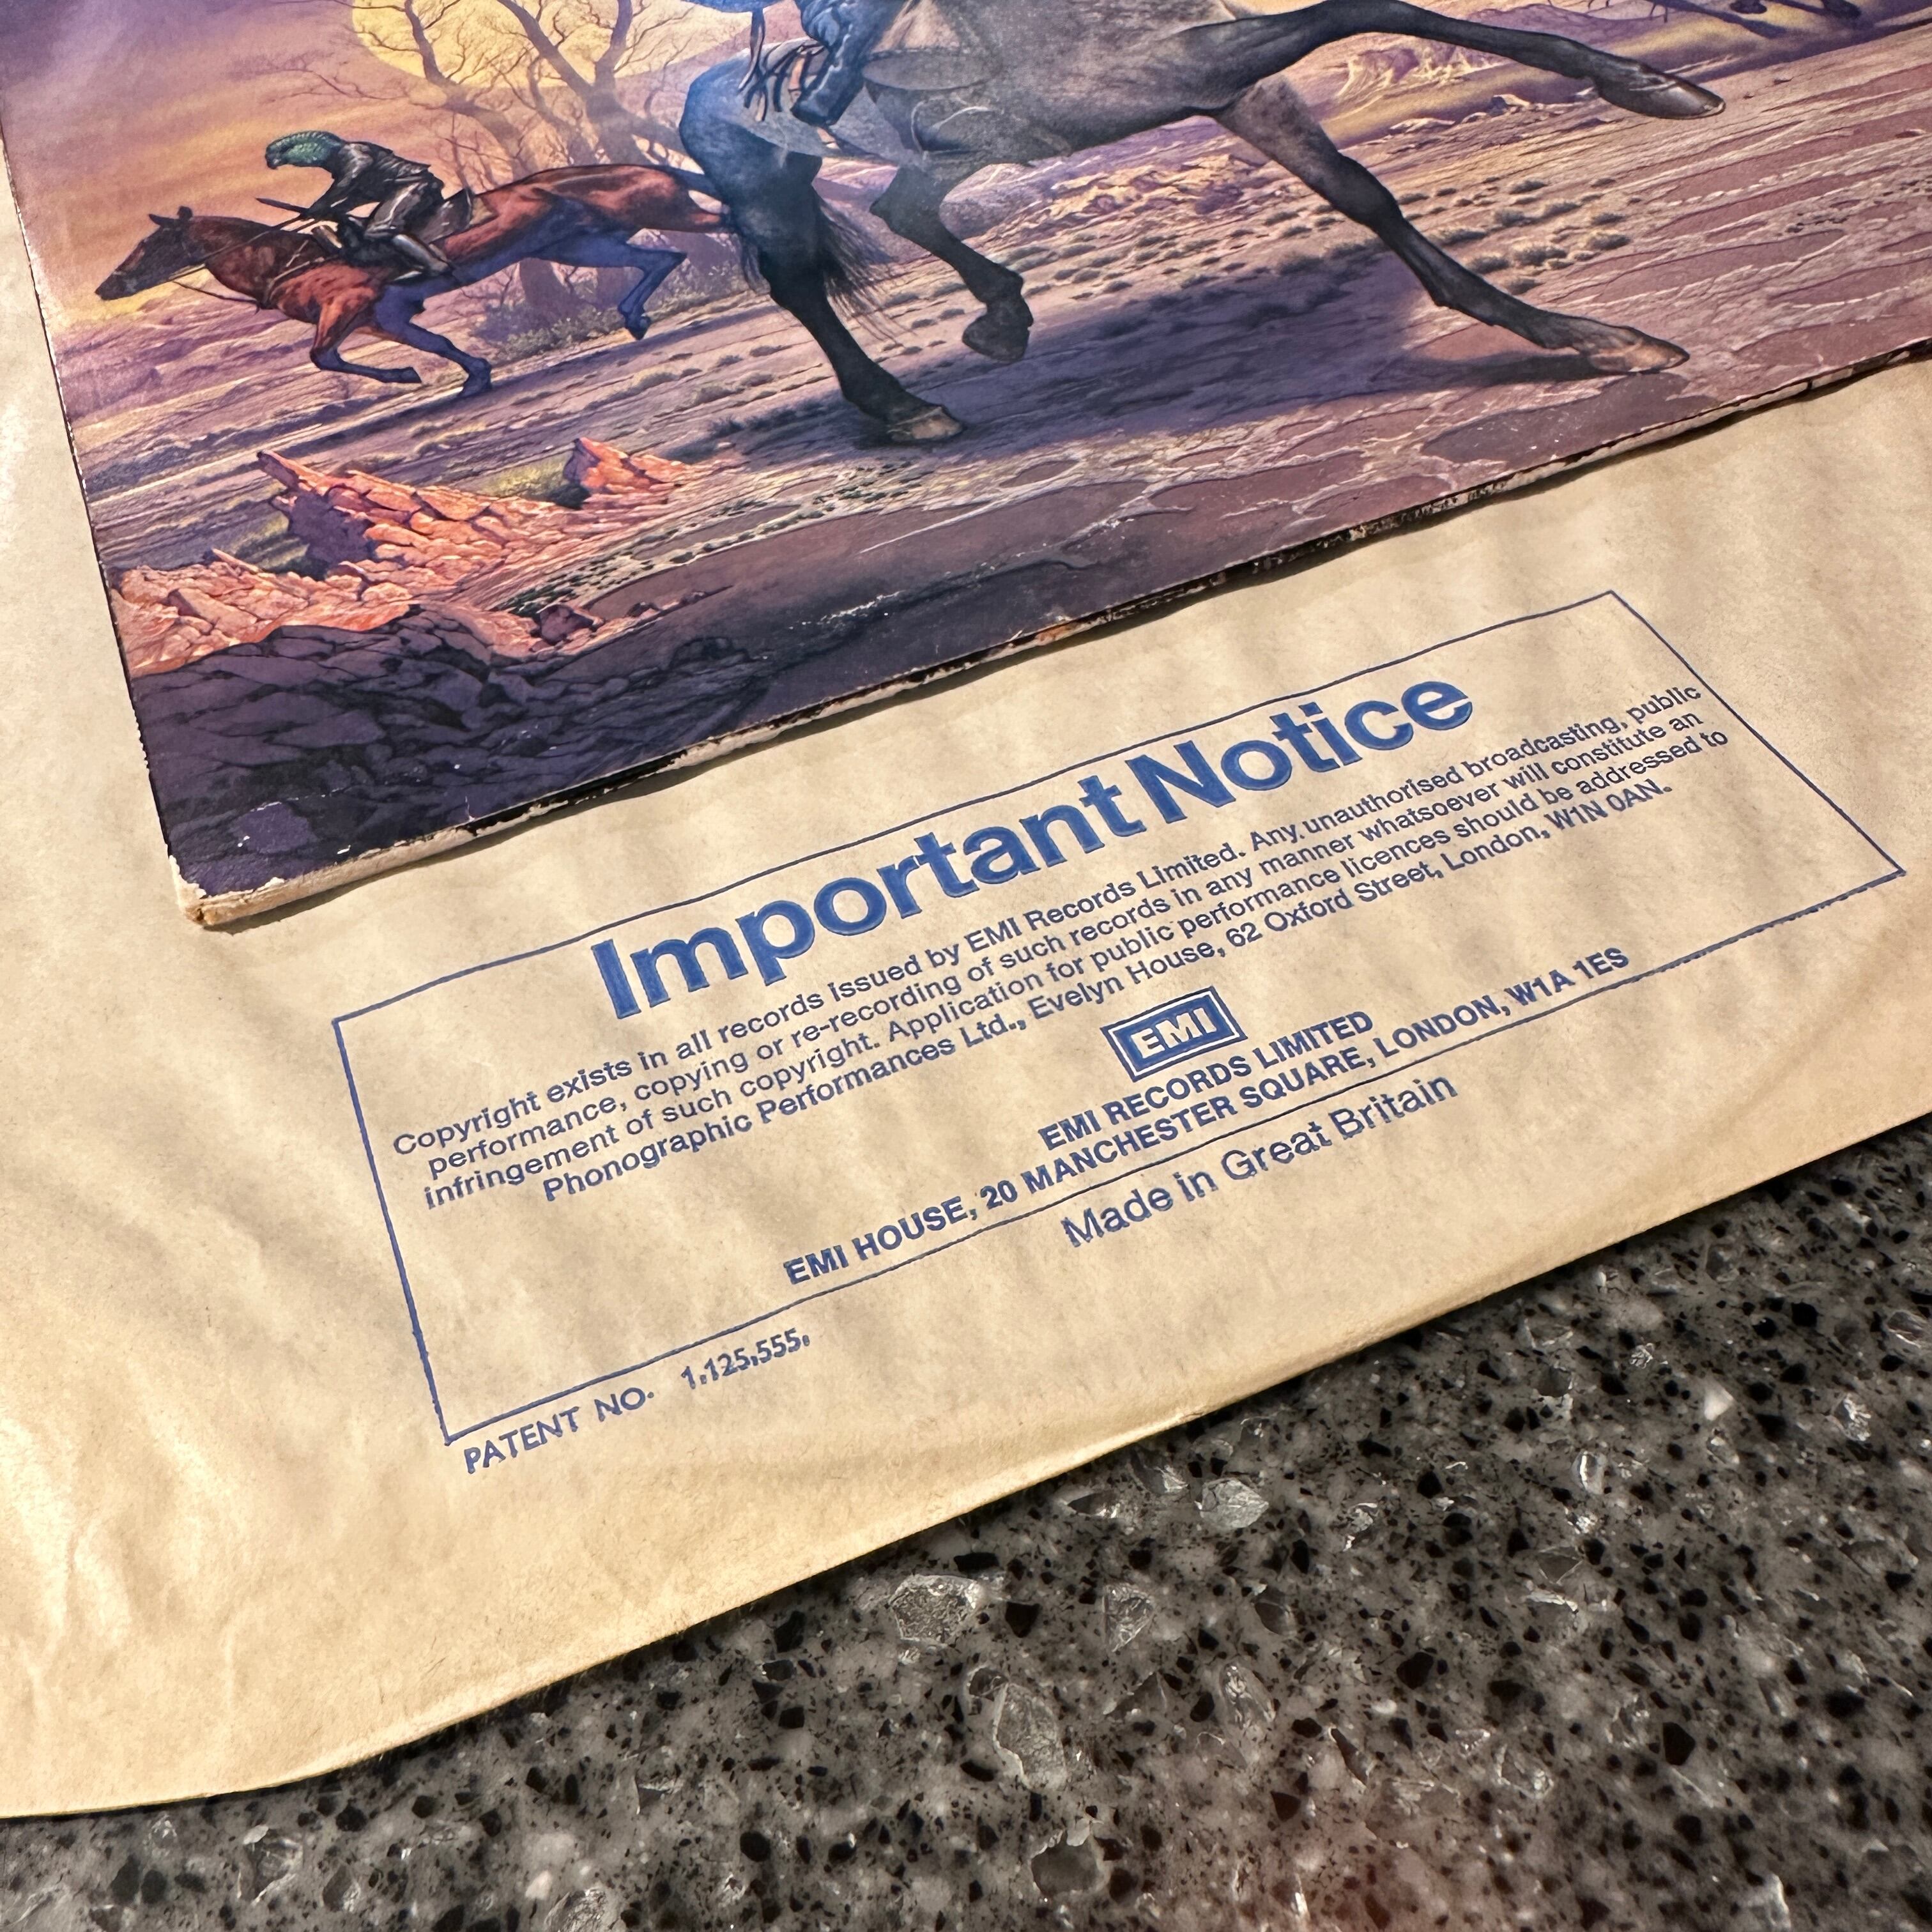 Important Notice
Copyright exists in all records issued by EMI Records Limited. Any unauthorised broadcasting, public
performance, copying or re-recording of such records in any manner whatsoever will constitute an
infringement of such copyright. Application for public performance licences should be addressed to
Phonographic Performances Ltd., Evelyn House, 62 Oxford Street, London, W1N 0AN.
EMI
EMI RECORDS LIMITED
EMI HOUSE, 20 MANCHESTER SQUARE, LONDON, W1A 1ES
Made in Great Britain
PATENT NO. 1,125,555.